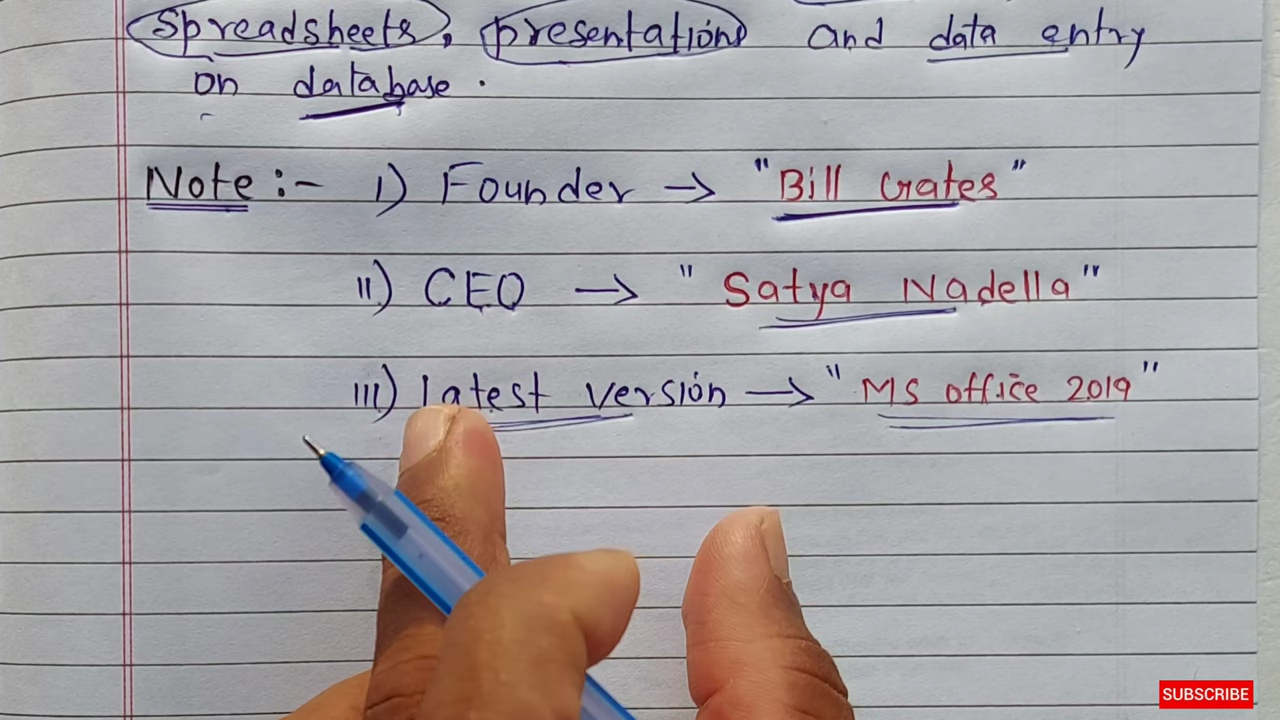 Spreadsheets, presentations and data entry
on database.
Note :- i) Founder → "Bill Gates"
ii) CEO → "Satya Nadella"
iii) latest version → "MS office 2019"
SUBSCRIBE